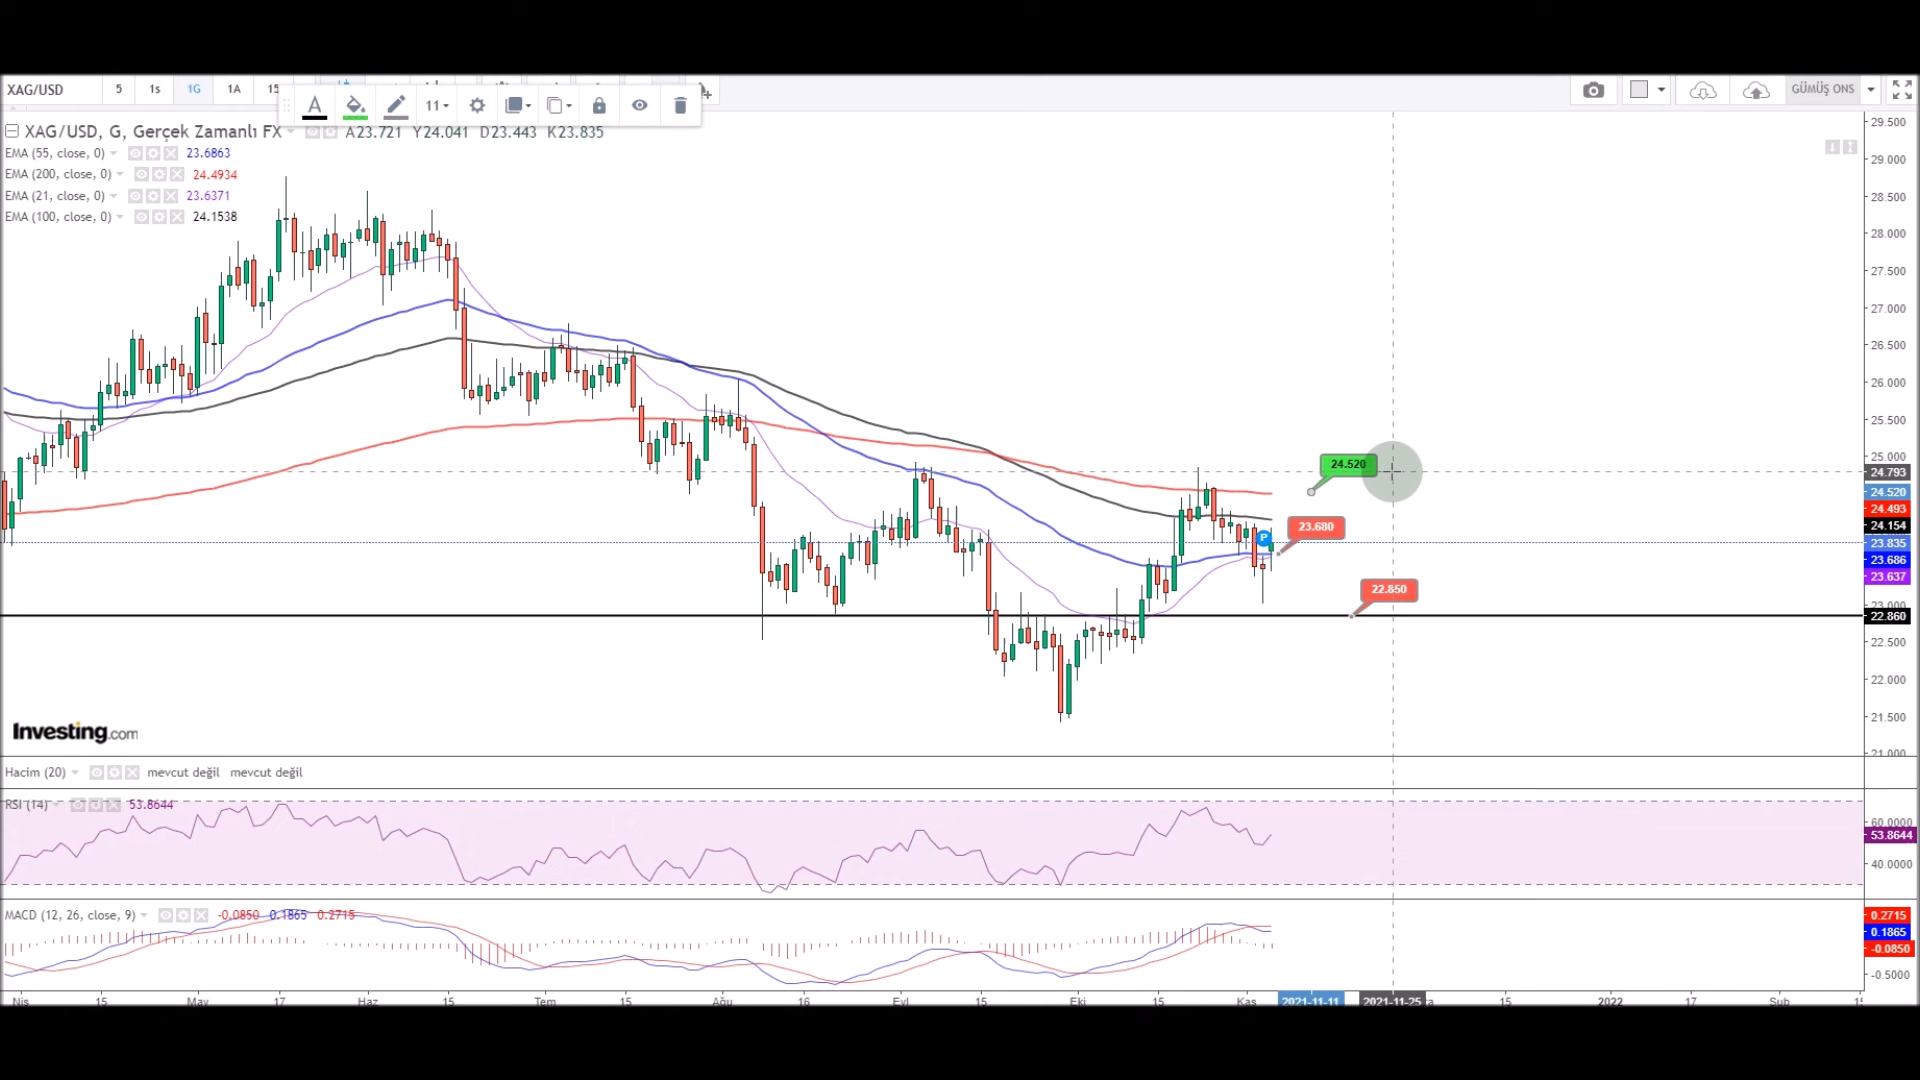 XAG/USD 5 1s 1G 1A 15 GÜMÜŞ ONS
A 11
XAG/USD, G, Gerçek Zamanlı FX A23.721 Y24.041 D23.443 K23.835
EMA (55, close, 0) 23.6863
EMA (200, close, 0) 24.4934
EMA (21, close, 0) 23.6371
EMA (100, close, 0) 24.1538
29.500
29.000
28.500
28.000
27.500
27.000
26.500
26.000
25.500
25.000
24.793
24.520
24.493
24.154
23.835
23.686
23.637
23.000
22.860
22.500
22.000
21.500
21.000
24.520
23.680
P
22.850
Investing.com
Hacim (20) mevcut değil mevcut değil
RSI (14) 53.8644
60.0000
53.8644
40.0000
MACD (12, 26, close, 9) -0.0850 0.1865 0.2715
0.2715
0.1865
-0.0850
-0.5000
Nis 15 May 17 Haz 15 Tem 15 Ağu 16 Eyl 15 Eki 15 Kas 2021-11-11 2021-11-25 15 2022 17 Şub